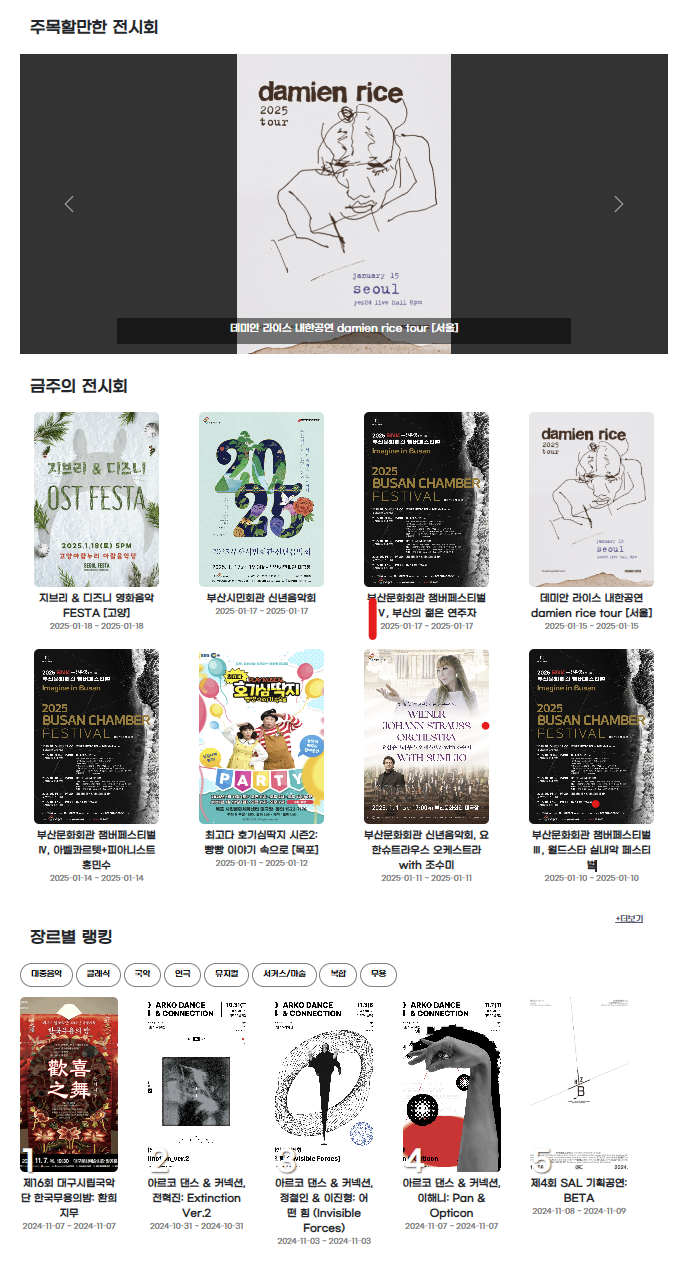 주목할만한 전시회
damien rice
2025
tour
january 15
seoul
yes24 live hall 8pm
데미안 라이스 내한공연 damien rice tour [서울]
금주의 전시회
지브리 & 디즈니
OST FESTA
2025.1.18(토) 5PM
고양아람누리 아람음악당
SEOUL FESTA
지브리 & 디즈니 영화음악
FESTA [고양]
2025-01-18 ~ 2025-01-18
2025
부산시민회관 신년음악회
2025-01-17 ~ 2025-01-17
Imagine in Busan
2025
BUSAN CHAMBER
FESTIVAL
부산문화회관 챔버페스티벌
Ⅴ, 부산의 젊은 연주자
2025-01-17 ~ 2025-01-17
damien rice
2025
tour
january 15
seoul
데미안 라이스 내한공연
damien rice tour [서울]
2025-01-15 ~ 2025-01-15
Imagine in Busan
2025
BUSAN CHAMBER
FESTIVAL
부산문화회관 챔버페스티벌
Ⅳ, 아벨콰르텟+피아니스트
홍민수
2025-01-14 ~ 2025-01-14
호기심딱지
PARTY
최고다 호기심딱지 시즌2:
빵빵 이야기 속으로 [목포]
2025-01-11 ~ 2025-01-12
WIENER
JOHANN STRAUSS
ORCHESTRA
WITH SUMI JO
부산문화회관 신년음악회, 요
한슈트라우스 오케스트라
with 조수미
2025-01-11 ~ 2025-01-11
Imagine in Busan
2025
BUSAN CHAMBER
FESTIVAL
부산문화회관 챔버페스티벌
Ⅲ, 월드스타 실내악 페스티
벌
2025-01-10 ~ 2025-01-10
+더보기
장르별 랭킹
대중음악 클래식 국악 연극 뮤지컬 서커스/마술 복합 무용
한국무용의 밤
歡喜
之舞
1
제16회 대구시립국악
단 한국무용의밤: 환희
지무
2024-11-07 ~ 2024-11-07
ARKO DANCE
& CONNECTION
2
아르코 댄스 & 커넥션,
전혁진: Extinction
Ver.2
2024-10-31 ~ 2024-10-31
ARKO DANCE
& CONNECTION
3
아르코 댄스 & 커넥션,
정철인 & 이진형: 어
떤 힘 (Invisible
Forces)
2024-11-03 ~ 2024-11-03
ARKO DANCE
& CONNECTION
4
아르코 댄스 & 커넥션,
이해니: Pan &
Opticon
2024-11-07 ~ 2024-11-07
B
2024.
5
제4회 SAL 기획공연:
BETA
2024-11-08 ~ 2024-11-09